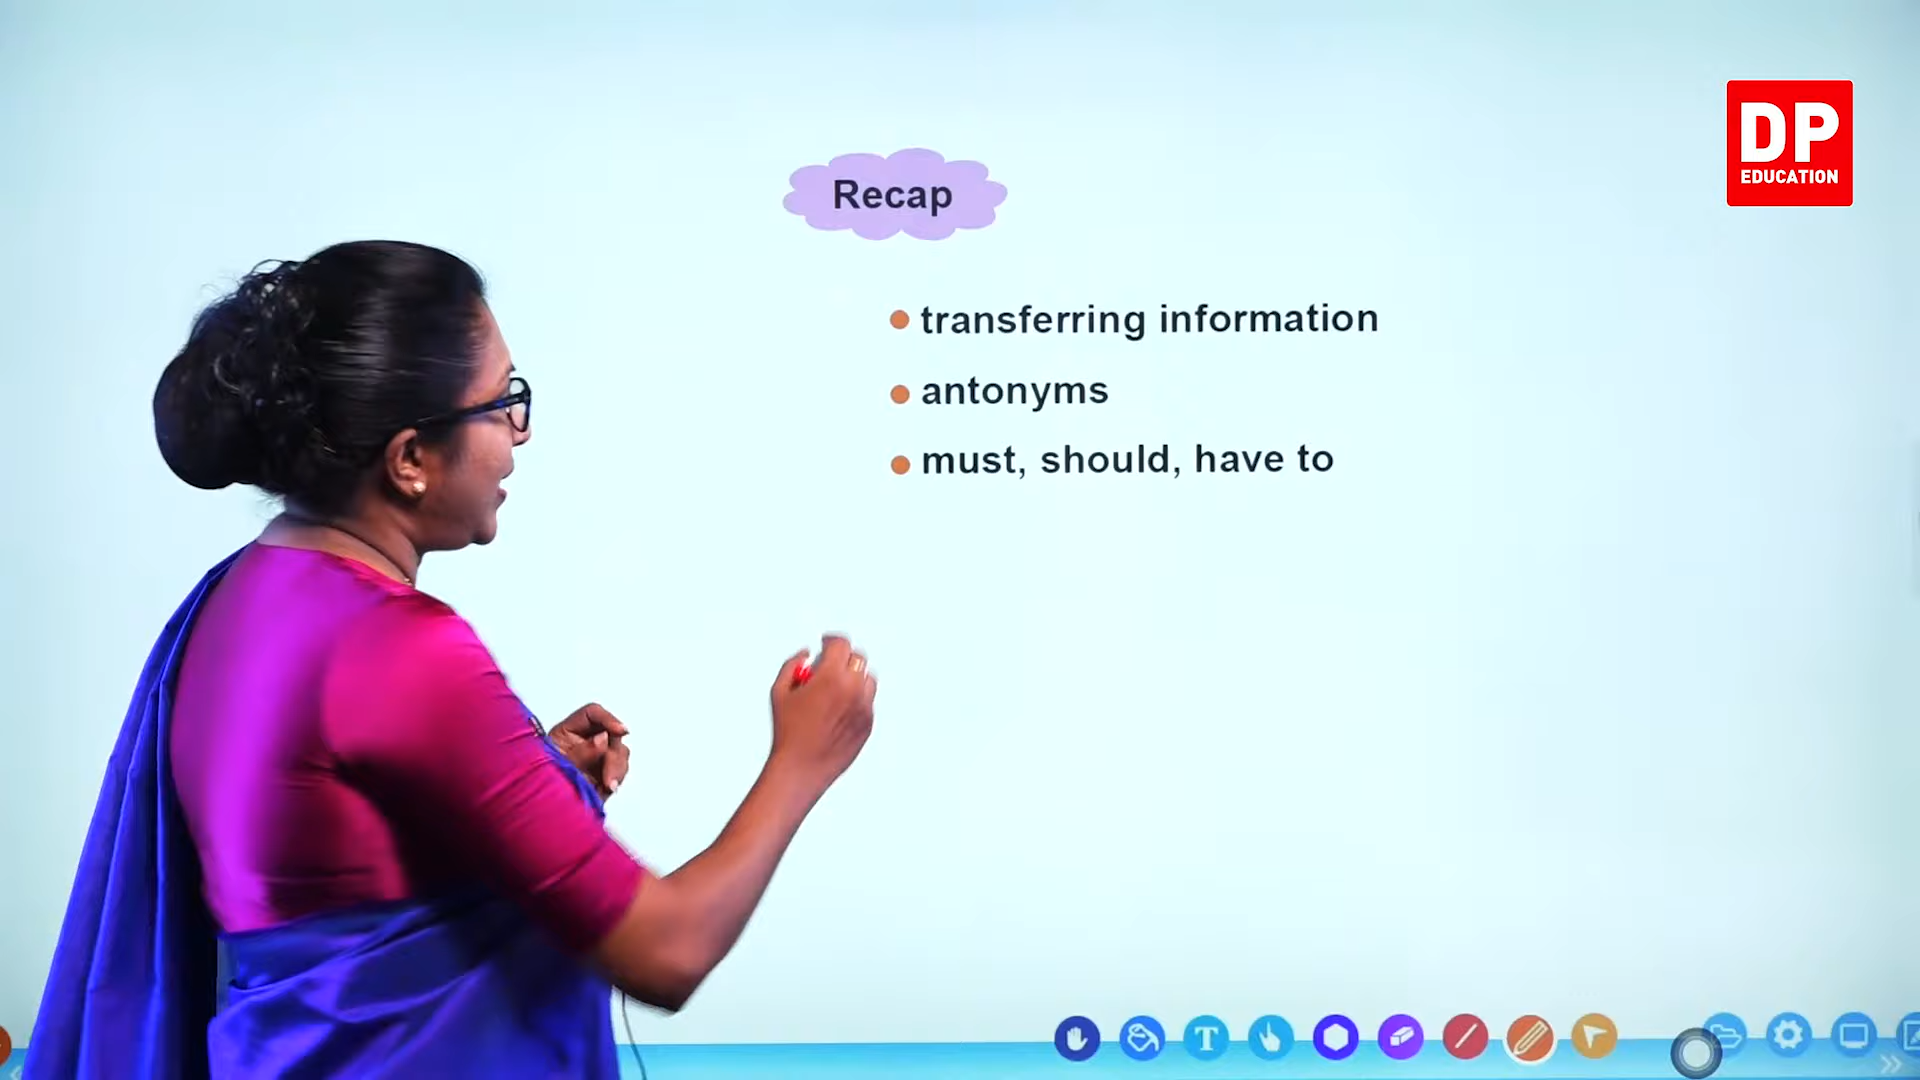 DP
EDUCATION
Recap
transferring information
antonyms
must, should, have to